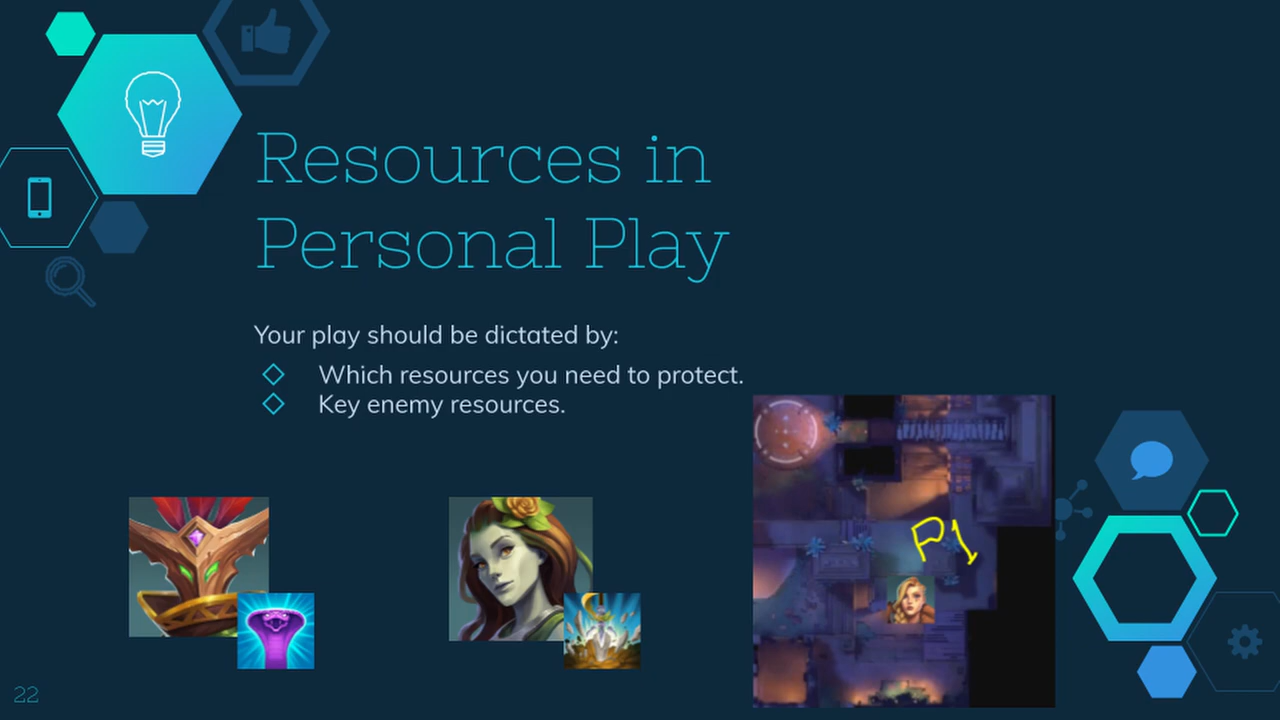 Resources in
Personal Play
Your play should be dictated by:
Which resources you need to protect.
Key enemy resources.
P1
22